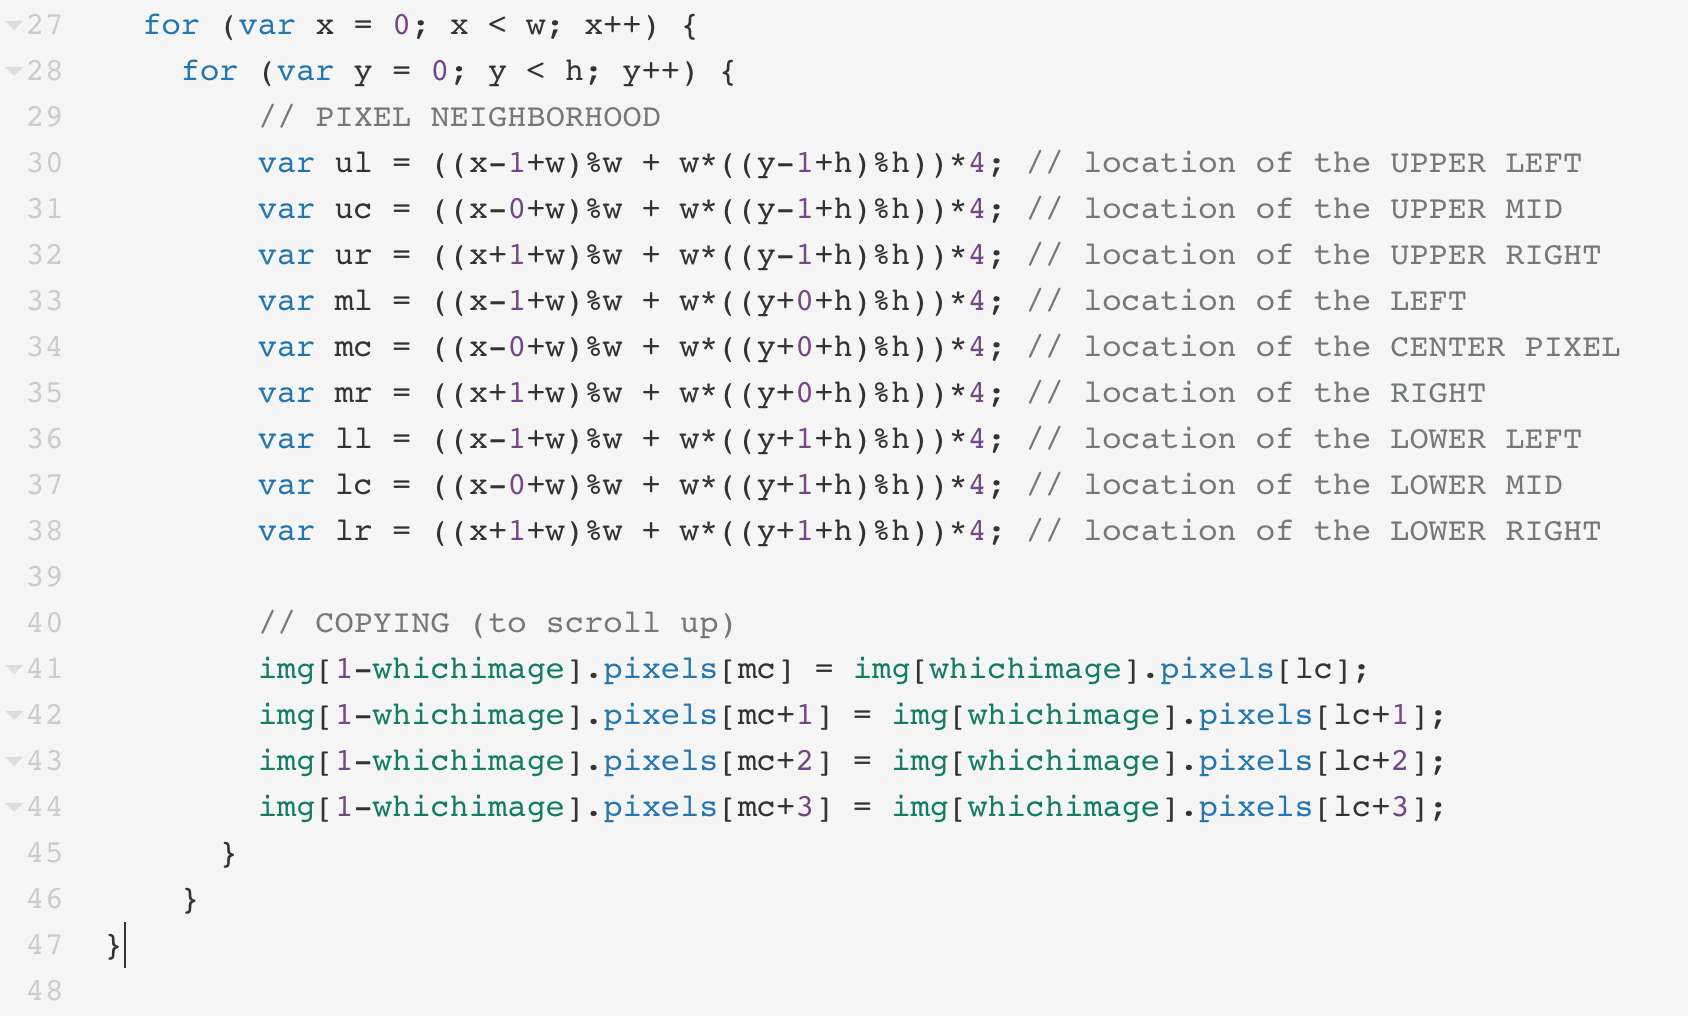 27 for (var x = 0; x < w; x++) {
28 for (var y = 0; y < h; y++) {
29 // PIXEL NEIGHBORHOOD
30 var ul = ((x-1+w)%w + w*((y-1+h)%h))*4; // location of the UPPER LEFT
31 var uc = ((x-0+w)%w + w*((y-1+h)%h))*4; // location of the UPPER MID
32 var ur = ((x+1+w)%w + w*((y-1+h)%h))*4; // location of the UPPER RIGHT
33 var ml = ((x-1+w)%w + w*((y+0+h)%h))*4; // location of the LEFT
34 var mc = ((x-0+w)%w + w*((y+0+h)%h))*4; // location of the CENTER PIXEL
35 var mr = ((x+1+w)%w + w*((y+0+h)%h))*4; // location of the RIGHT
36 var ll = ((x-1+w)%w + w*((y+1+h)%h))*4; // location of the LOWER LEFT
37 var lc = ((x-0+w)%w + w*((y+1+h)%h))*4; // location of the LOWER MID
38 var lr = ((x+1+w)%w + w*((y+1+h)%h))*4; // location of the LOWER RIGHT
39
40 // COPYING (to scroll up)
41 img[1-whichimage].pixels[mc] = img[whichimage].pixels[lc];
42 img[1-whichimage].pixels[mc+1] = img[whichimage].pixels[lc+1];
43 img[1-whichimage].pixels[mc+2] = img[whichimage].pixels[lc+2];
44 img[1-whichimage].pixels[mc+3] = img[whichimage].pixels[lc+3];
45 }
46 }
47 }
48